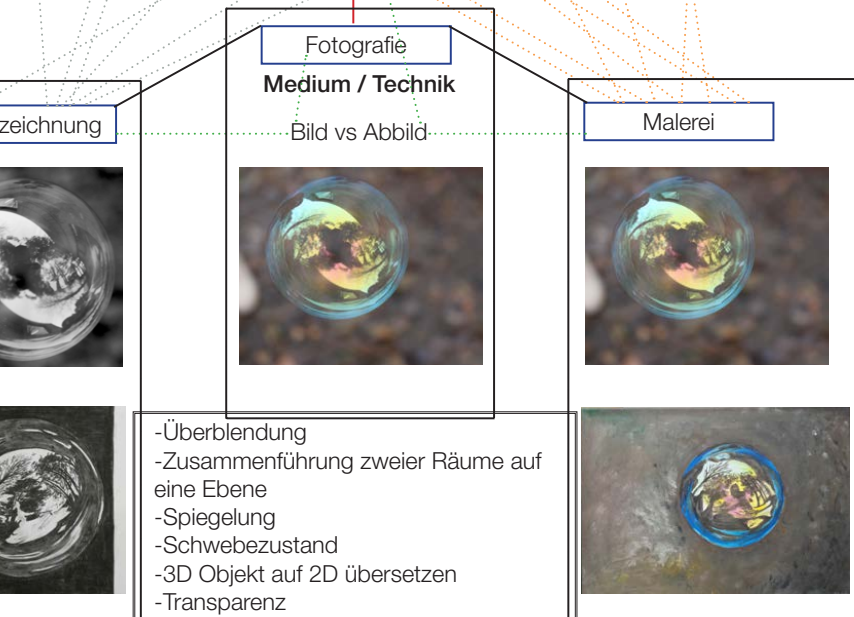 Fotografie
Medium / Technik
zeichnung
Bild vs Abbild
Malerei
-Überblendung
-Zusammenführung zweier Räume auf
eine Ebene
-Spiegelung
-Schwebezustand
-3D Objekt auf 2D übersetzen
-Transparenz